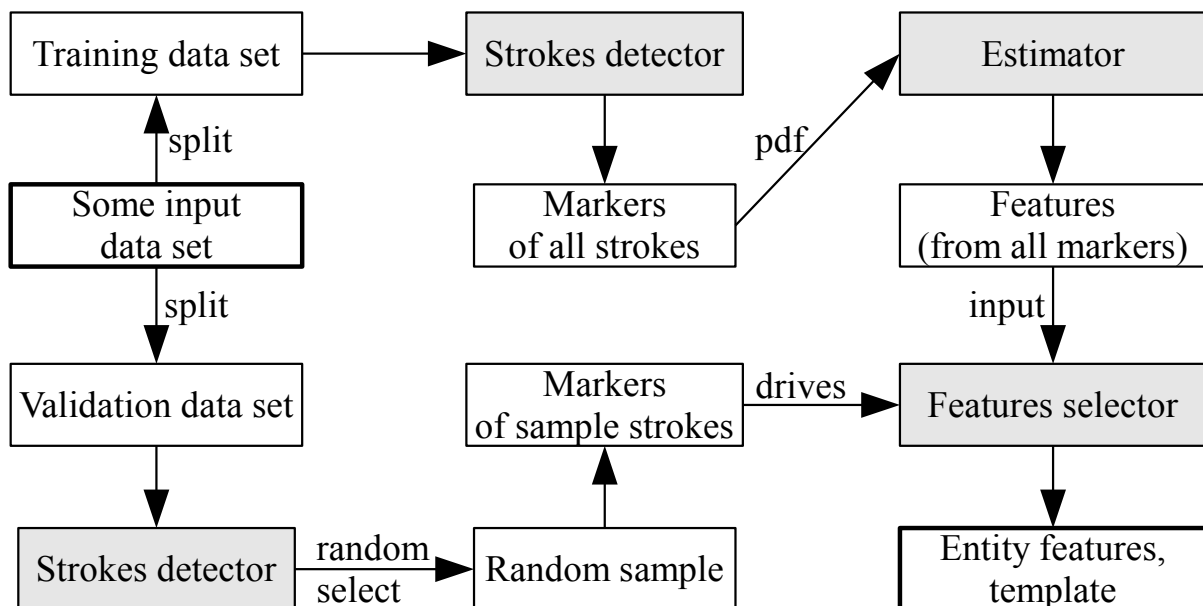 Training data set
Strokes detector
Estimator
split
pdf
Some input
data set
Markers
of all strokes
Features
(from all markers)
split
input
Validation data set
Markers
of sample strokes
drives
Features selector
Strokes detector
random
select
Random sample
Entity features,
template